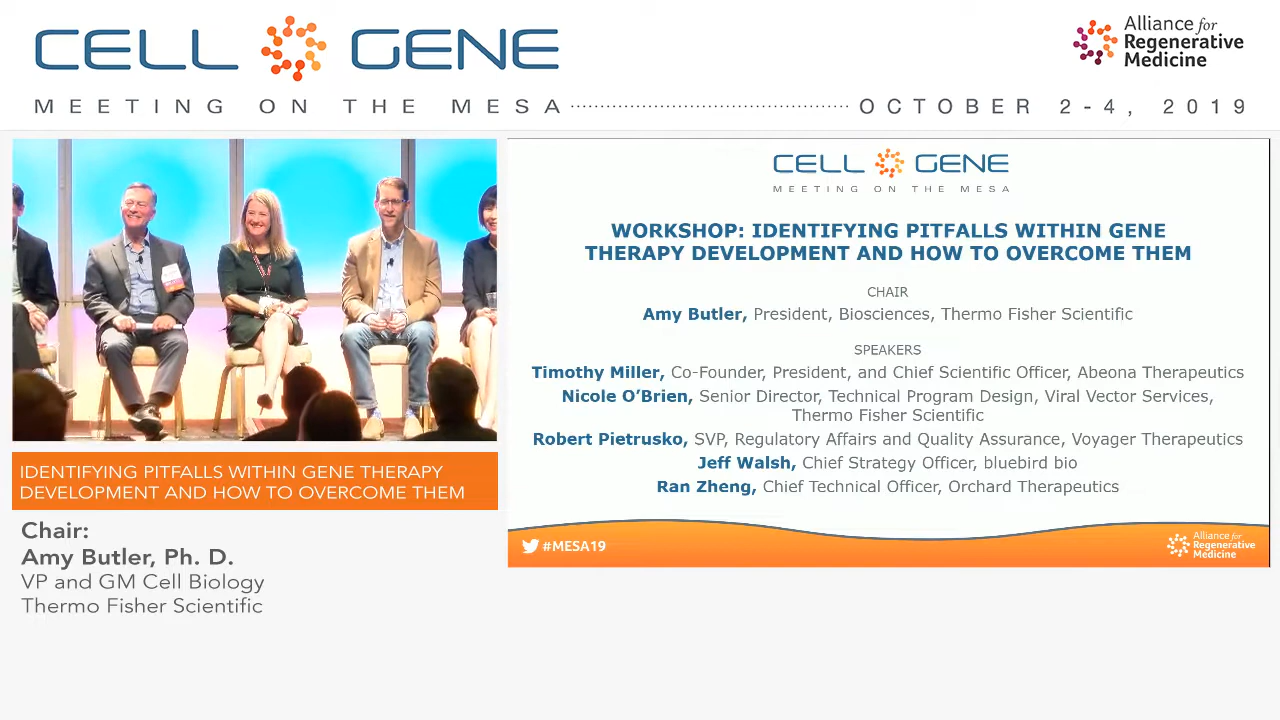 CELL GENE
MEETING ON THE MESA
OCTOBER 2-4, 2019
Alliance for
Regenerative
Medicine
CELL GENE
MEETING ON THE MESA
WORKSHOP: IDENTIFYING PITFALLS WITHIN GENE
THERAPY DEVELOPMENT AND HOW TO OVERCOME THEM
CHAIR
Amy Butler, President, Biosciences, Thermo Fisher Scientific
SPEAKERS
Timothy Miller, Co-Founder, President, and Chief Scientific Officer, Abeona Therapeutics
Nicole O’Brien, Senior Director, Technical Program Design, Viral Vector Services,
Thermo Fisher Scientific
Robert Pietrusko, SVP, Regulatory Affairs and Quality Assurance, Voyager Therapeutics
Jeff Walsh, Chief Strategy Officer, bluebird bio
Ran Zheng, Chief Technical Officer, Orchard Therapeutics
#MESA19
Alliance for
Regenerative
Medicine
IDENTIFYING PITFALLS WITHIN GENE THERAPY
DEVELOPMENT AND HOW TO OVERCOME THEM
Chair:
Amy Butler, Ph. D.
VP and GM Cell Biology
Thermo Fisher Scientific